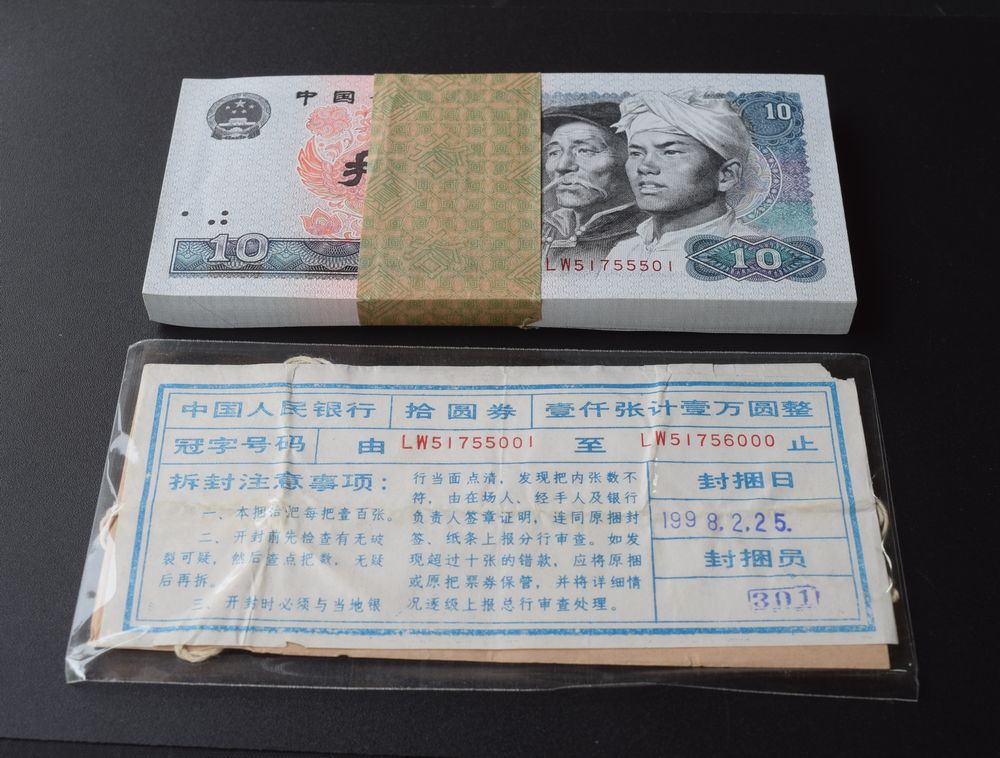 中国
10
10
10
LW51755501
中国人民银行 拾圆券 壹仟张计壹万圆整
冠字号码 由 LW51755001 至 LW51756000 止
拆封注意事项：
一、本捆拾把每把壹百张。
二、开封前先检查有无破
裂可疑，然后查点把数，无疑
后再拆。
三、开封时必须与当地银
行当面点清，发现把内张数不
符，由在场人、经手人及银行
负责人签章证明，连同原捆封
签、纸条上报分行审查。如发
现超过十张的错款，应将原捆
或原把票券保管，并将详细情
况逐级上报总行审查处理。
封捆日
1998.2.25.
封捆员
301